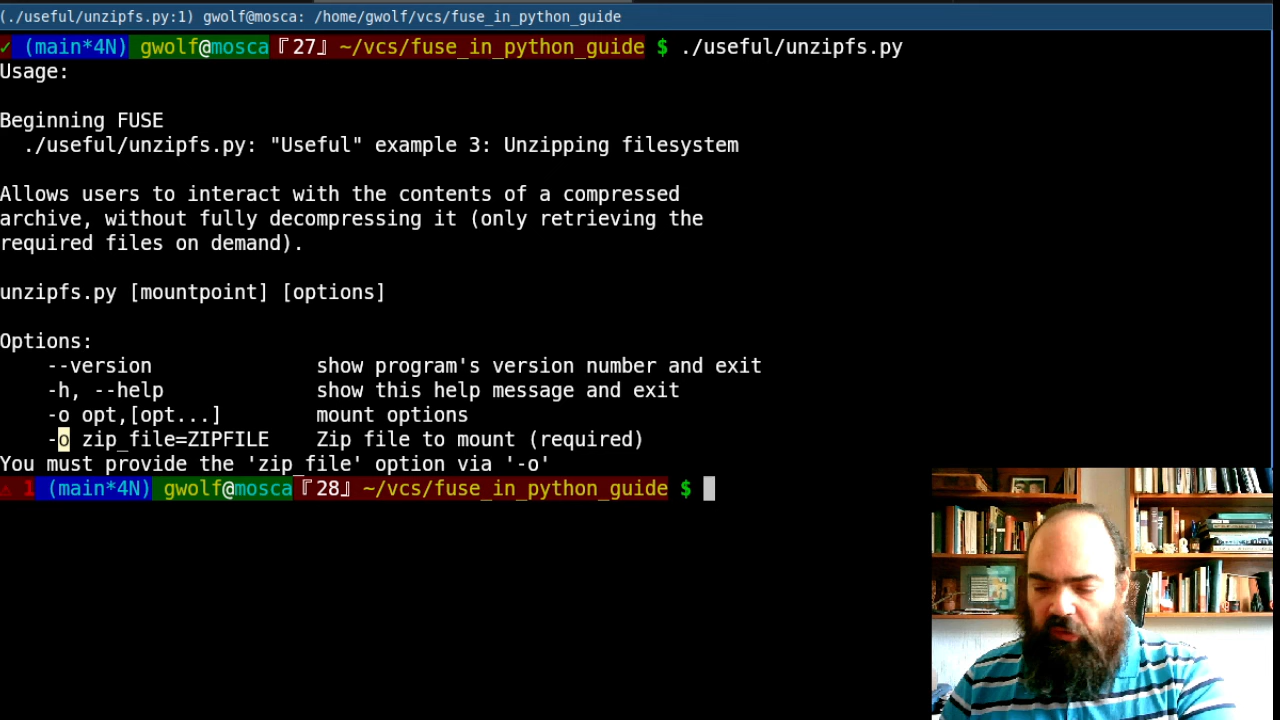 (./useful/unzipfs.py:1) gwolf@mosca: /home/gwolf/vcs/fuse_in_python_guide
✓ (main*4N) gwolf@mosca『27』~/vcs/fuse_in_python_guide $ ./useful/unzipfs.py
Usage:
Beginning FUSE
./useful/unzipfs.py: "Useful" example 3: Unzipping filesystem
Allows users to interact with the contents of a compressed
archive, without fully decompressing it (only retrieving the
required files on demand).
unzipfs.py [mountpoint] [options]
Options:
--version show program's version number and exit
-h, --help show this help message and exit
-o opt,[opt...] mount options
-o zip_file=ZIPFILE Zip file to mount (required)
You must provide the 'zip_file' option via '-o'
⚠ 1 (main*4N) gwolf@mosca『28』~/vcs/fuse_in_python_guide $